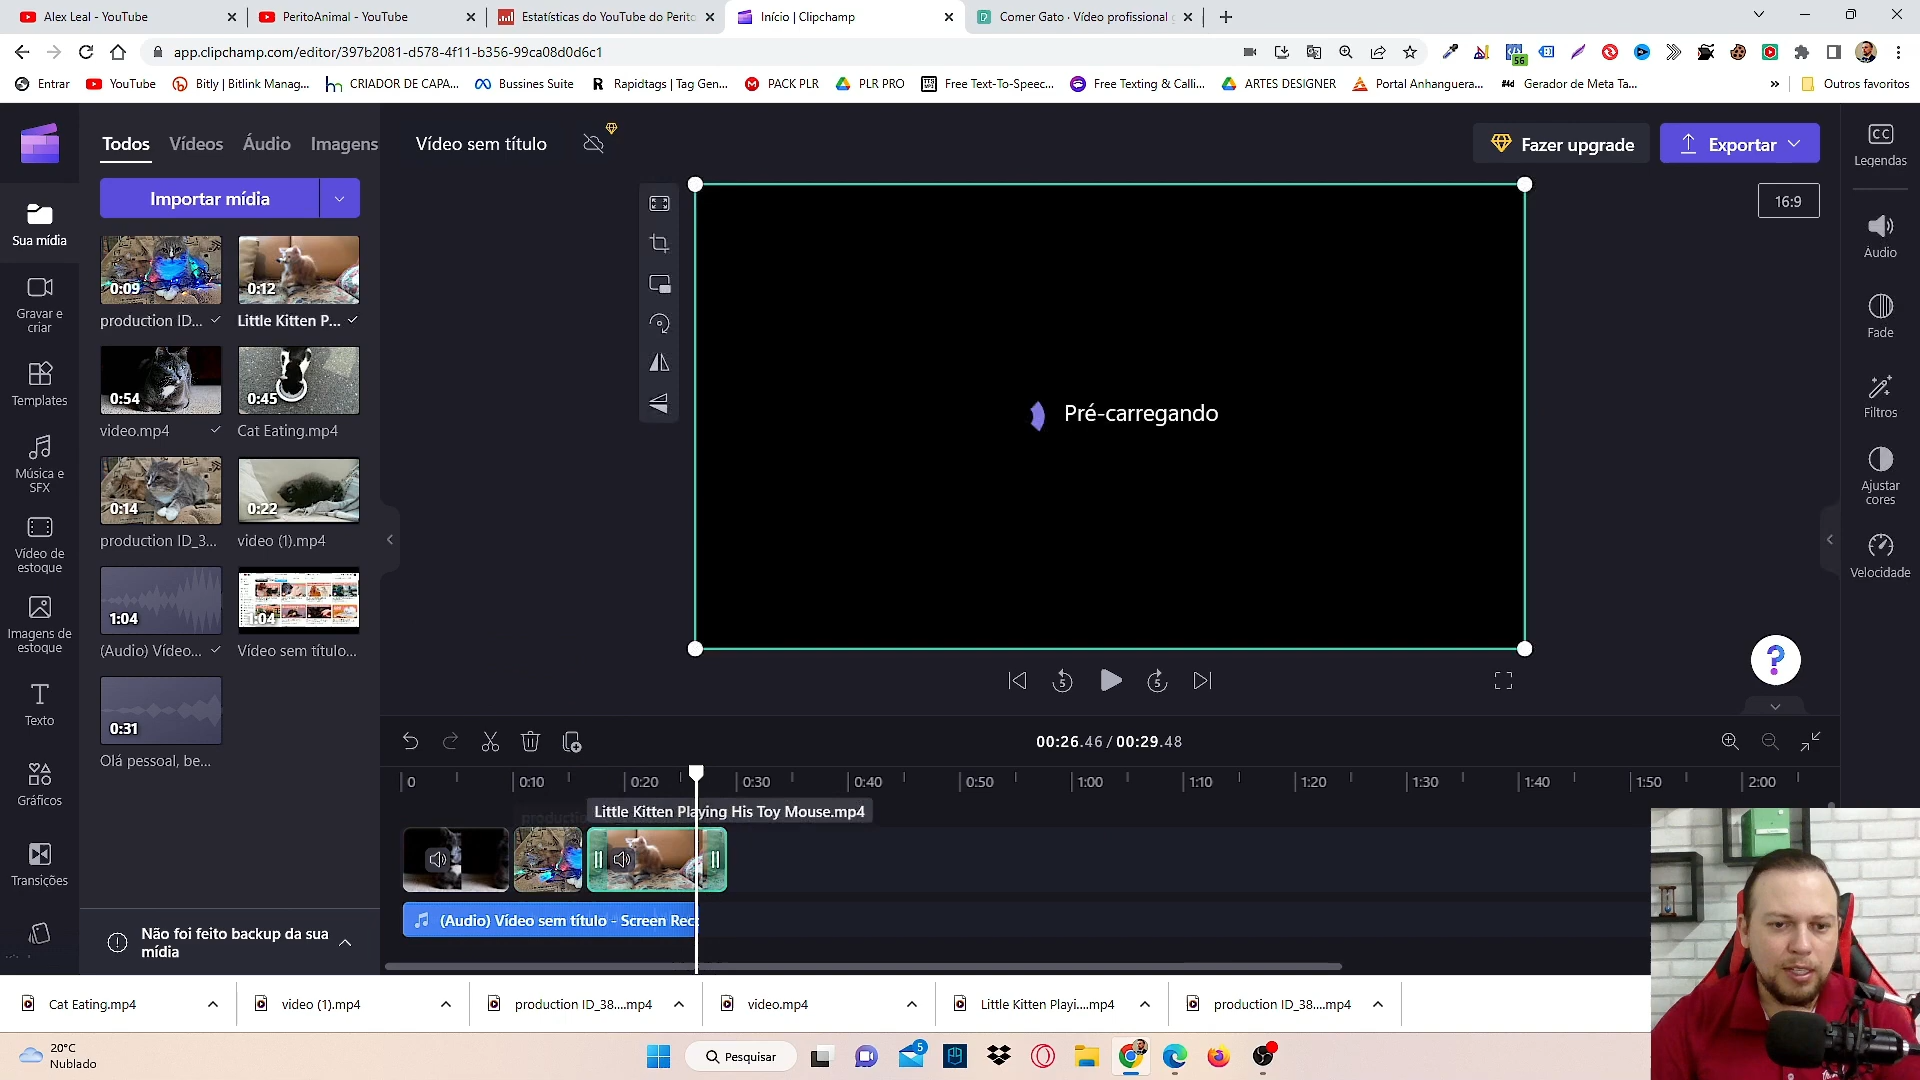 Alex Leal - YouTube
PeritoAnimal - YouTube
Estatísticas do YouTube do Perito
Início | Clipchamp
Comer Gato · Vídeo profissional
app.clipchamp.com/editor/397b2081-d578-4f11-b356-99ca08d0d6c1
56
Entrar
YouTube
Bitly | Bitlink Manag...
CRIADOR DE CAPA...
Bussines Suite
Rapidtags | Tag Gen...
PACK PLR
PLR PRO
Free Text-To-Speec...
Free Texting & Calli...
ARTES DESIGNER
Portal Anhanguera...
Gerador de Meta Ta...
»
Outros favoritos
Todos
Vídeos
Áudio
Imagens
Vídeo sem título
Fazer upgrade
Exportar
CC
Legendas
Importar mídia
16:9
Sua mídia
0:09
0:12
production ID...
Little Kitten P...
Áudio
Gravar e
criar
Fade
0:54
0:45
video.mp4
Cat Eating.mp4
Templates
Pré-carregando
Filtros
Música e
SFX
0:14
0:22
production ID_3...
video (1).mp4
Ajustar
cores
Vídeo de
estoque
Velocidade
1:04
1:04
(Audio) Vídeo...
Vídeo sem título...
Imagens de
estoque
5
5
?
Texto
0:31
Olá pessoal, be...
00:26.46 / 00:29.48
Gráficos
0
0:10
0:20
0:30
0:40
0:50
1:00
1:10
1:20
1:30
1:40
1:50
2:00
Little Kitten Playing His Toy Mouse.mp4
Transições
(Audio) Vídeo sem título - Screen Rec
Não foi feito backup da sua
mídia
Cat Eating.mp4
video (1).mp4
production ID_38....mp4
video.mp4
Little Kitten Playi....mp4
production ID_38....mp4
20°C
Nublado
Pesquisar
5